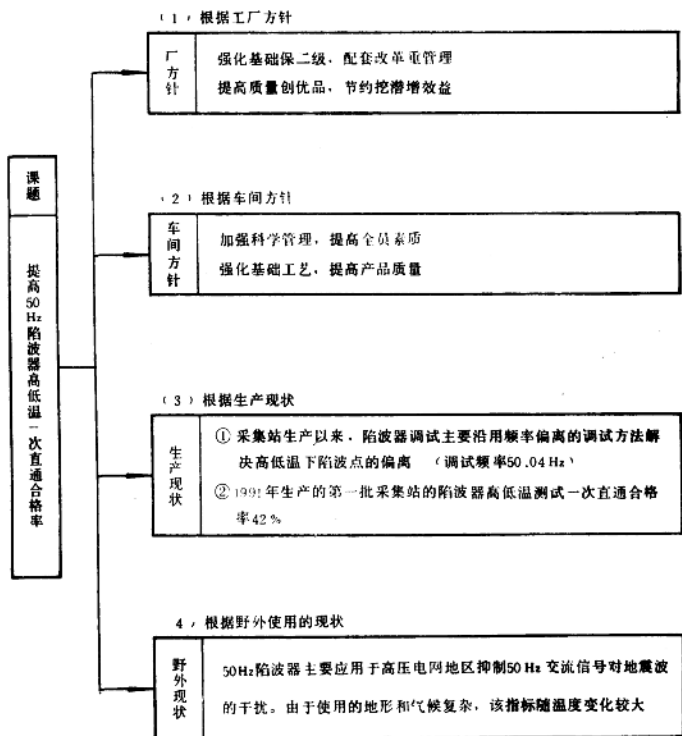 课题
提高50Hz陷波器高低温一次直通合格率
（1）根据工厂方针
厂方针
强化基础保二级、配套改革重管理
提高质量创优品、节约挖潜增效益
（2）根据车间方针
车间方针
加强科学管理，提高全员素质
强化基础工艺，提高产品质量
（3）根据生产现状
生产现状
① 采集站生产以来，陷波器调试主要沿用频率偏离的调试方法解
决高低温下陷波点的偏离 （调试频率50.04Hz）
② 1991年生产的第一批采集站的陷波器高低温测试一次直通合格
率42%
4）根据野外使用的现状
野外现状
50Hz陷波器主要应用于高压电网地区抑制50 Hz 交流信号对地震波
的干扰。由于使用的地形和气候复杂，该指标随温度变化较大